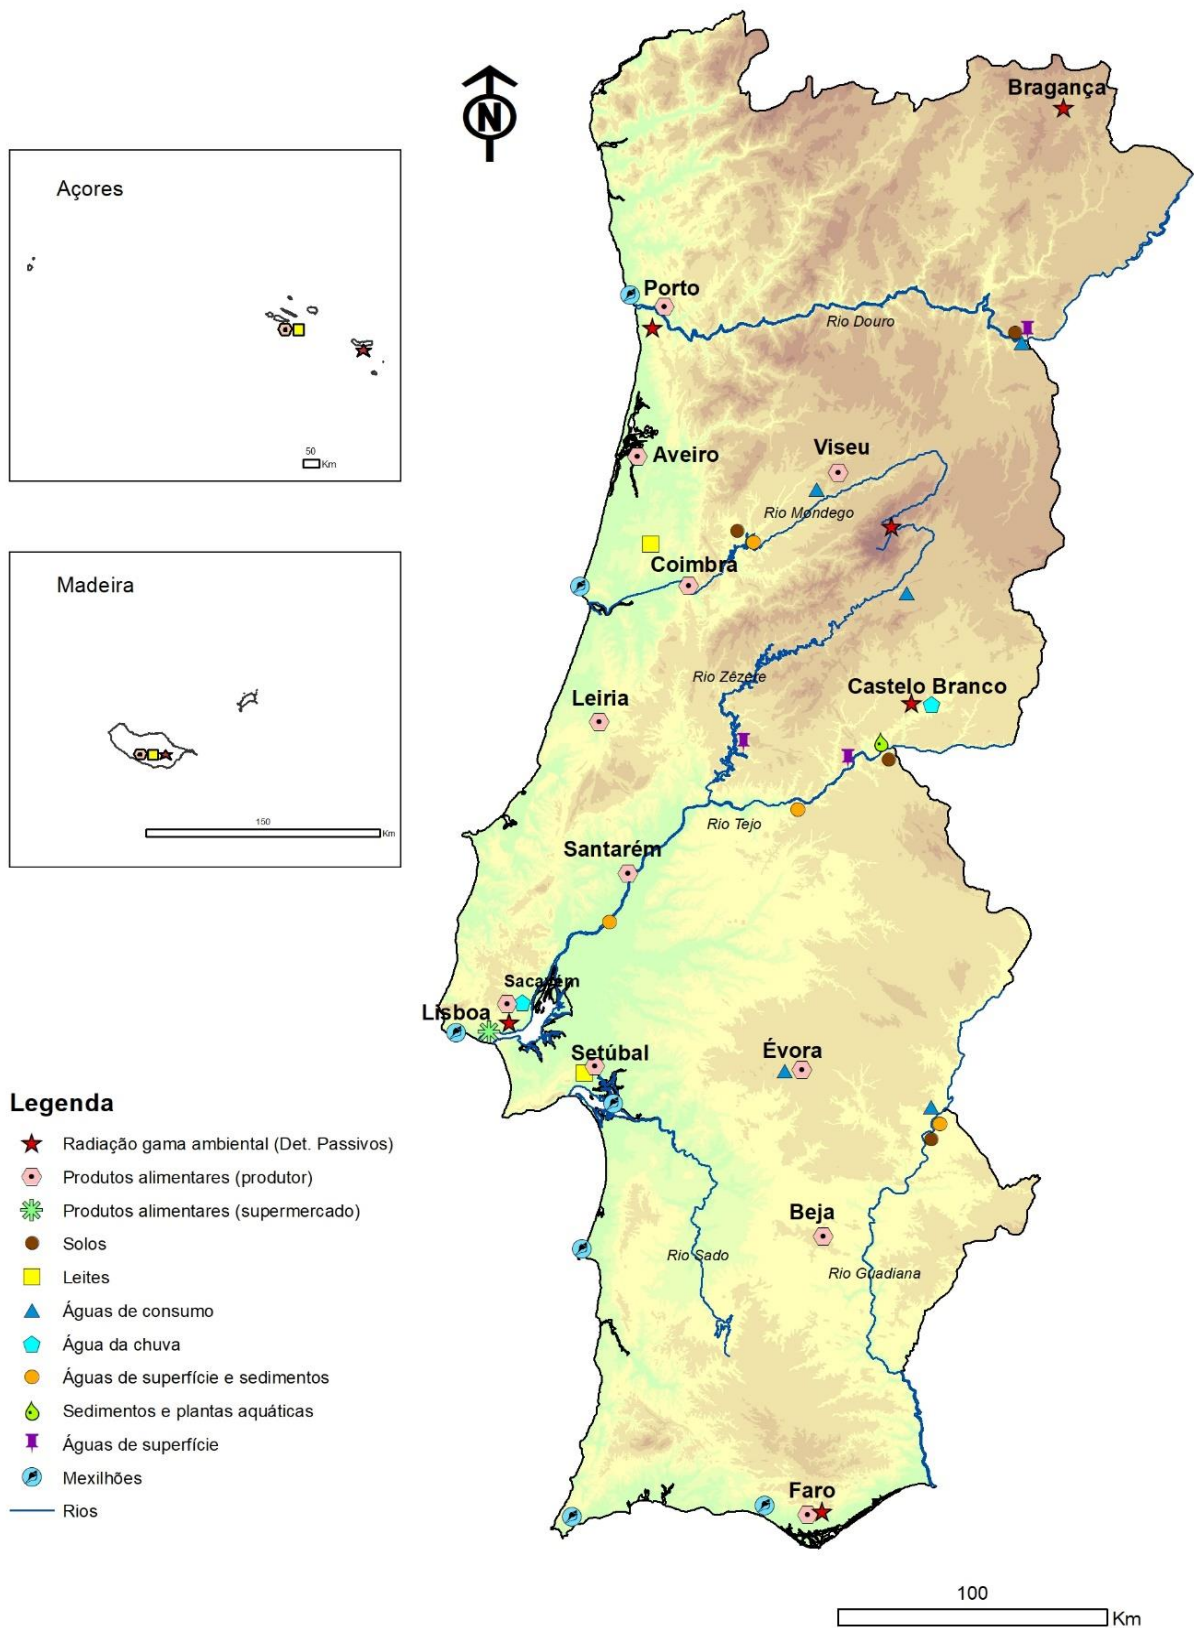 N
Bragança
Açores
50
Km
Madeira
150
Km
Porto
Rio Douro
Aveiro
Viseu
Rio Mondego
Coimbra
Rio Zêzere
Castelo Branco
Leiria
Rio Tejo
Santarém
Sacavém
Lisboa
Setúbal
Évora
Beja
Rio Sado
Rio Guadiana
Faro
Legenda
Radiação gama ambiental (Det. Passivos)
Produtos alimentares (produtor)
Produtos alimentares (supermercado)
Solos
Leites
Águas de consumo
Água da chuva
Águas de superfície e sedimentos
Sedimentos e plantas aquáticas
Águas de superfície
Mexilhões
Rios
100
Km